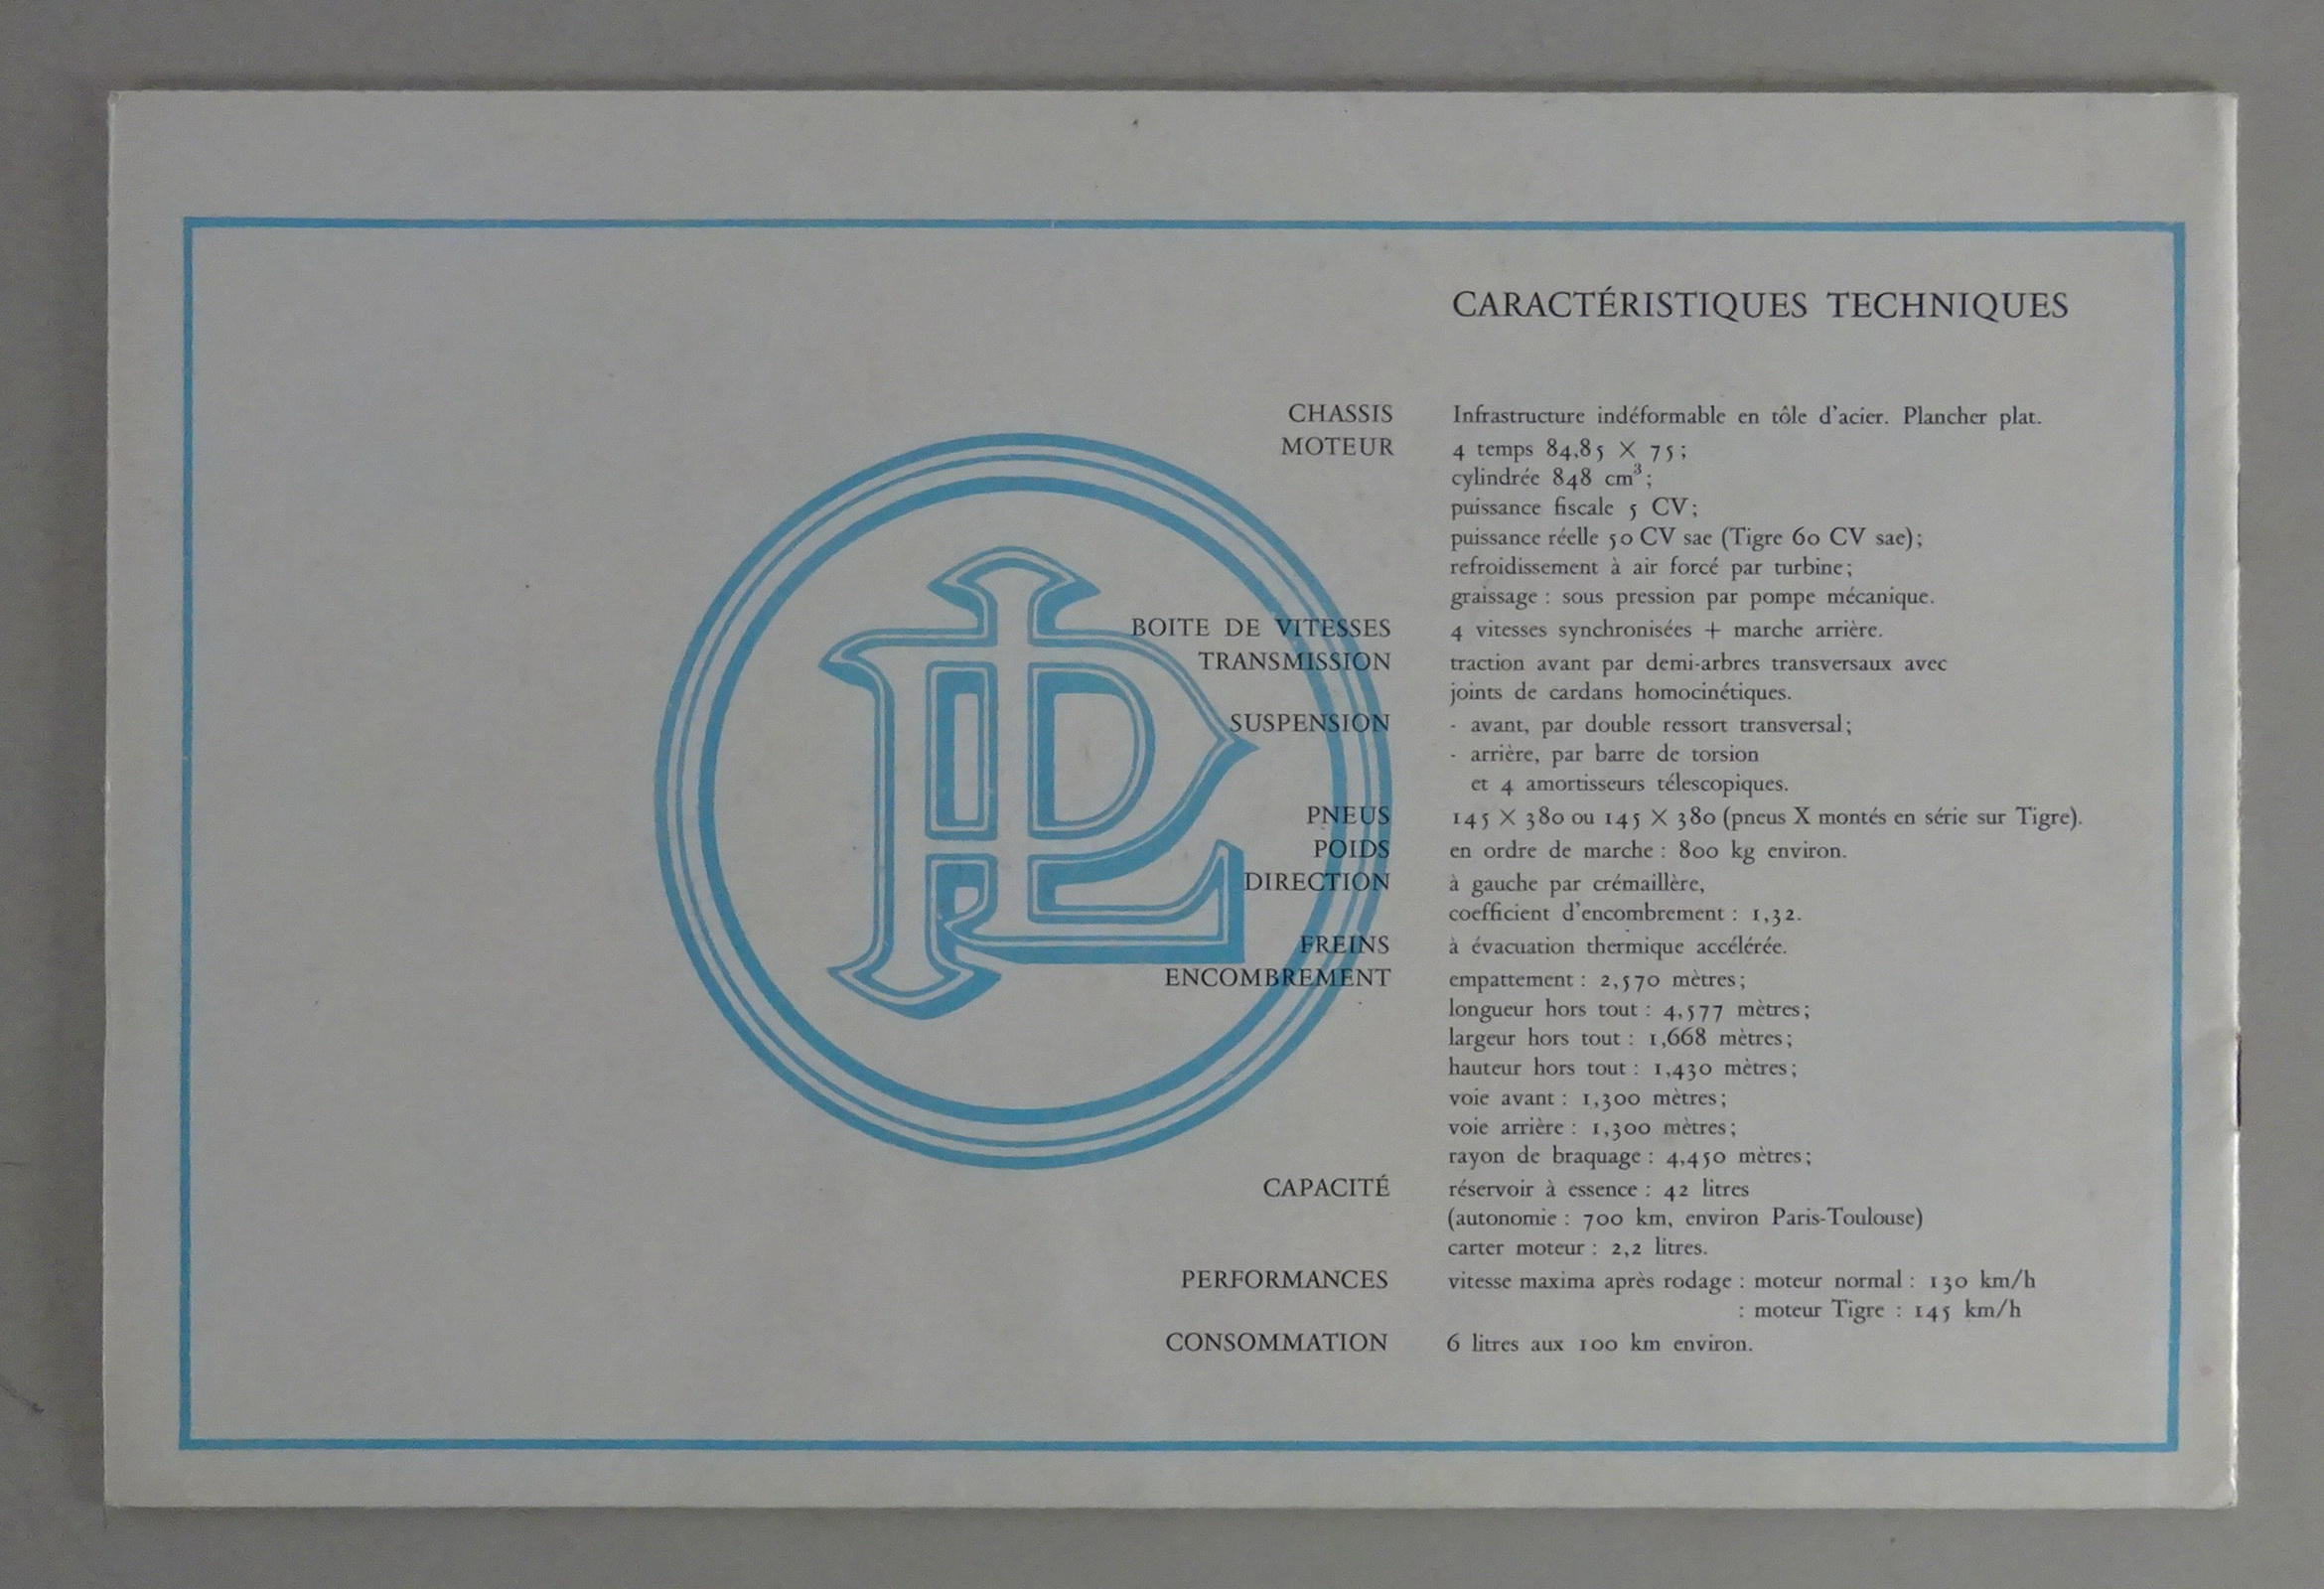 PL
CARACTÉRISTIQUES TECHNIQUES
CHASSIS Infrastructure indéformable en tôle d'acier. Plancher plat.
MOTEUR 4 temps 84,85 X 75;
cylindrée 848 cm³;
puissance fiscale 5 CV;
puissance réelle 50 CV sae (Tigre 60 CV sae);
refroidissement à air forcé par turbine;
graissage : sous pression par pompe mécanique.
BOITE DE VITESSES 4 vitesses synchronisées + marche arrière.
TRANSMISSION traction avant par demi-arbres transversaux avec
joints de cardans homocinétiques.
SUSPENSION - avant, par double ressort transversal;
- arrière, par barre de torsion
et 4 amortisseurs télescopiques.
PNEUS 145 X 380 ou 145 X 380 (pneus X montés en série sur Tigre).
POIDS en ordre de marche : 800 kg environ.
DIRECTION à gauche par crémaillère,
coefficient d'encombrement : 1,32.
FREINS à évacuation thermique accélérée.
ENCOMBREMENT empattement : 2,570 mètres;
longueur hors tout : 4,577 mètres;
largeur hors tout : 1,668 mètres;
hauteur hors tout : 1,430 mètres;
voie avant : 1,300 mètres;
voie arrière : 1,300 mètres;
rayon de braquage : 4,450 mètres;
CAPACITÉ réservoir à essence : 42 litres
(autonomie : 700 km, environ Paris-Toulouse)
carter moteur : 2,2 litres.
PERFORMANCES vitesse maxima après rodage : moteur normal : 130 km/h
: moteur Tigre : 145 km/h
CONSOMMATION 6 litres aux 100 km environ.